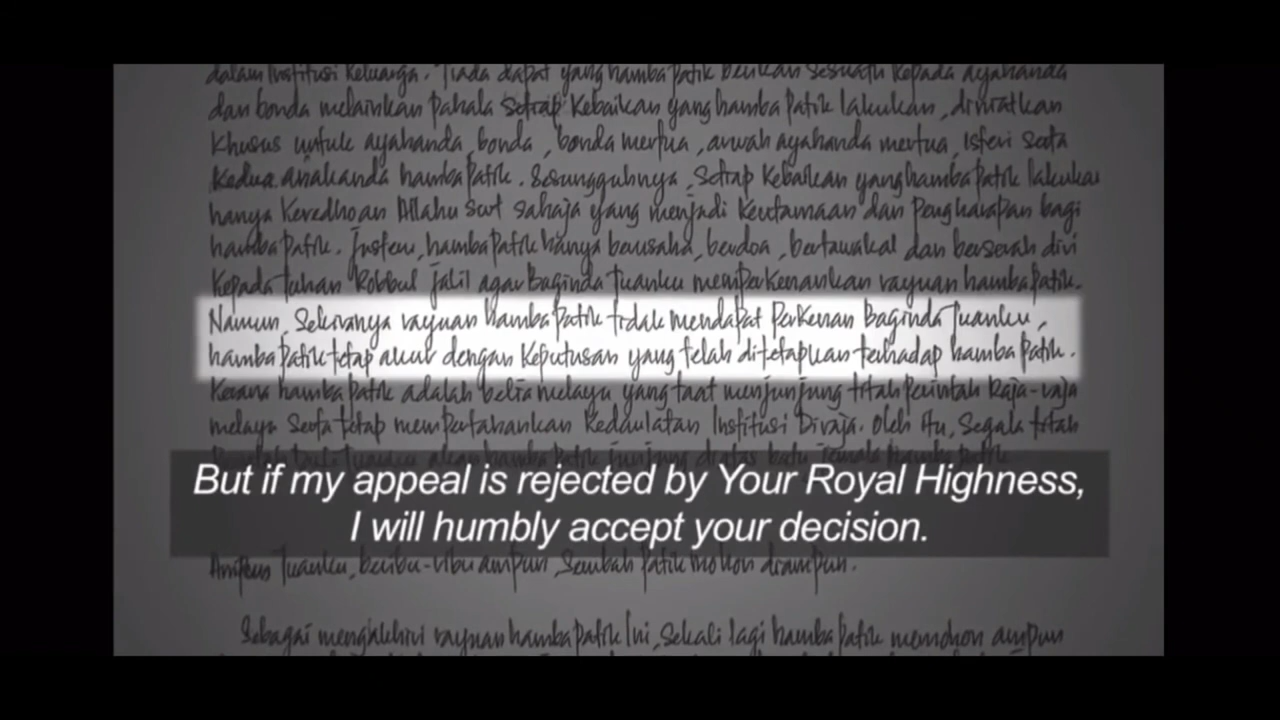 dalam Institusi Keluarga. Tiada dapat yang hamba Patik berikan sesuatu kepada ayahanda
dan bonda melainkan Pahala setiap Kebaikan yang hamba Patik lakukan, diniatkan
Khusus untuk ayahanda, bonda, bonda mertua, arwah ayahanda mertua, Isteri serta
Kedua anakanda hamba Patik. Sesungguhnya, Setiap Kebaikan yang hamba Patik lakukan
hanya Keredhoan Allahu Swt sahaja yang menjadi Keutamaan dan Pengharapan bagi
hamba Patik. Justeru, hamba Patik hanya berusaha, berdoa, bertawakal dan berserah diri
Kepada Tuhan Robbul Jalil agar Baginda Tuanku memperkenankan rayuan hamba Patik.
Namun, Sekiranya rayuan hamba Patik tidak mendapat Perkenan Baginda Tuanku,
hamba Patik tetap akur dengan Keputusan yang telah ditetapkan terhadap hamba Patik.
Kerana hamba Patik adalah belia melayu yang taat menjunjung titah Perintah Raja-raja
melayu Serta tetap mempertahankan Kedaulatan Institusi Diraja. Oleh Itu, Segala titah
But if my appeal is rejected by Your Royal Highness,
I will humbly accept your decision.
Ampun Tuanku, beribu-ribu ampun, Sembah Patik mohon diampun.
Sebagai mengakhiri rayuan hamba Patik Ini, Sekali lagi hamba Patik memohon ampun